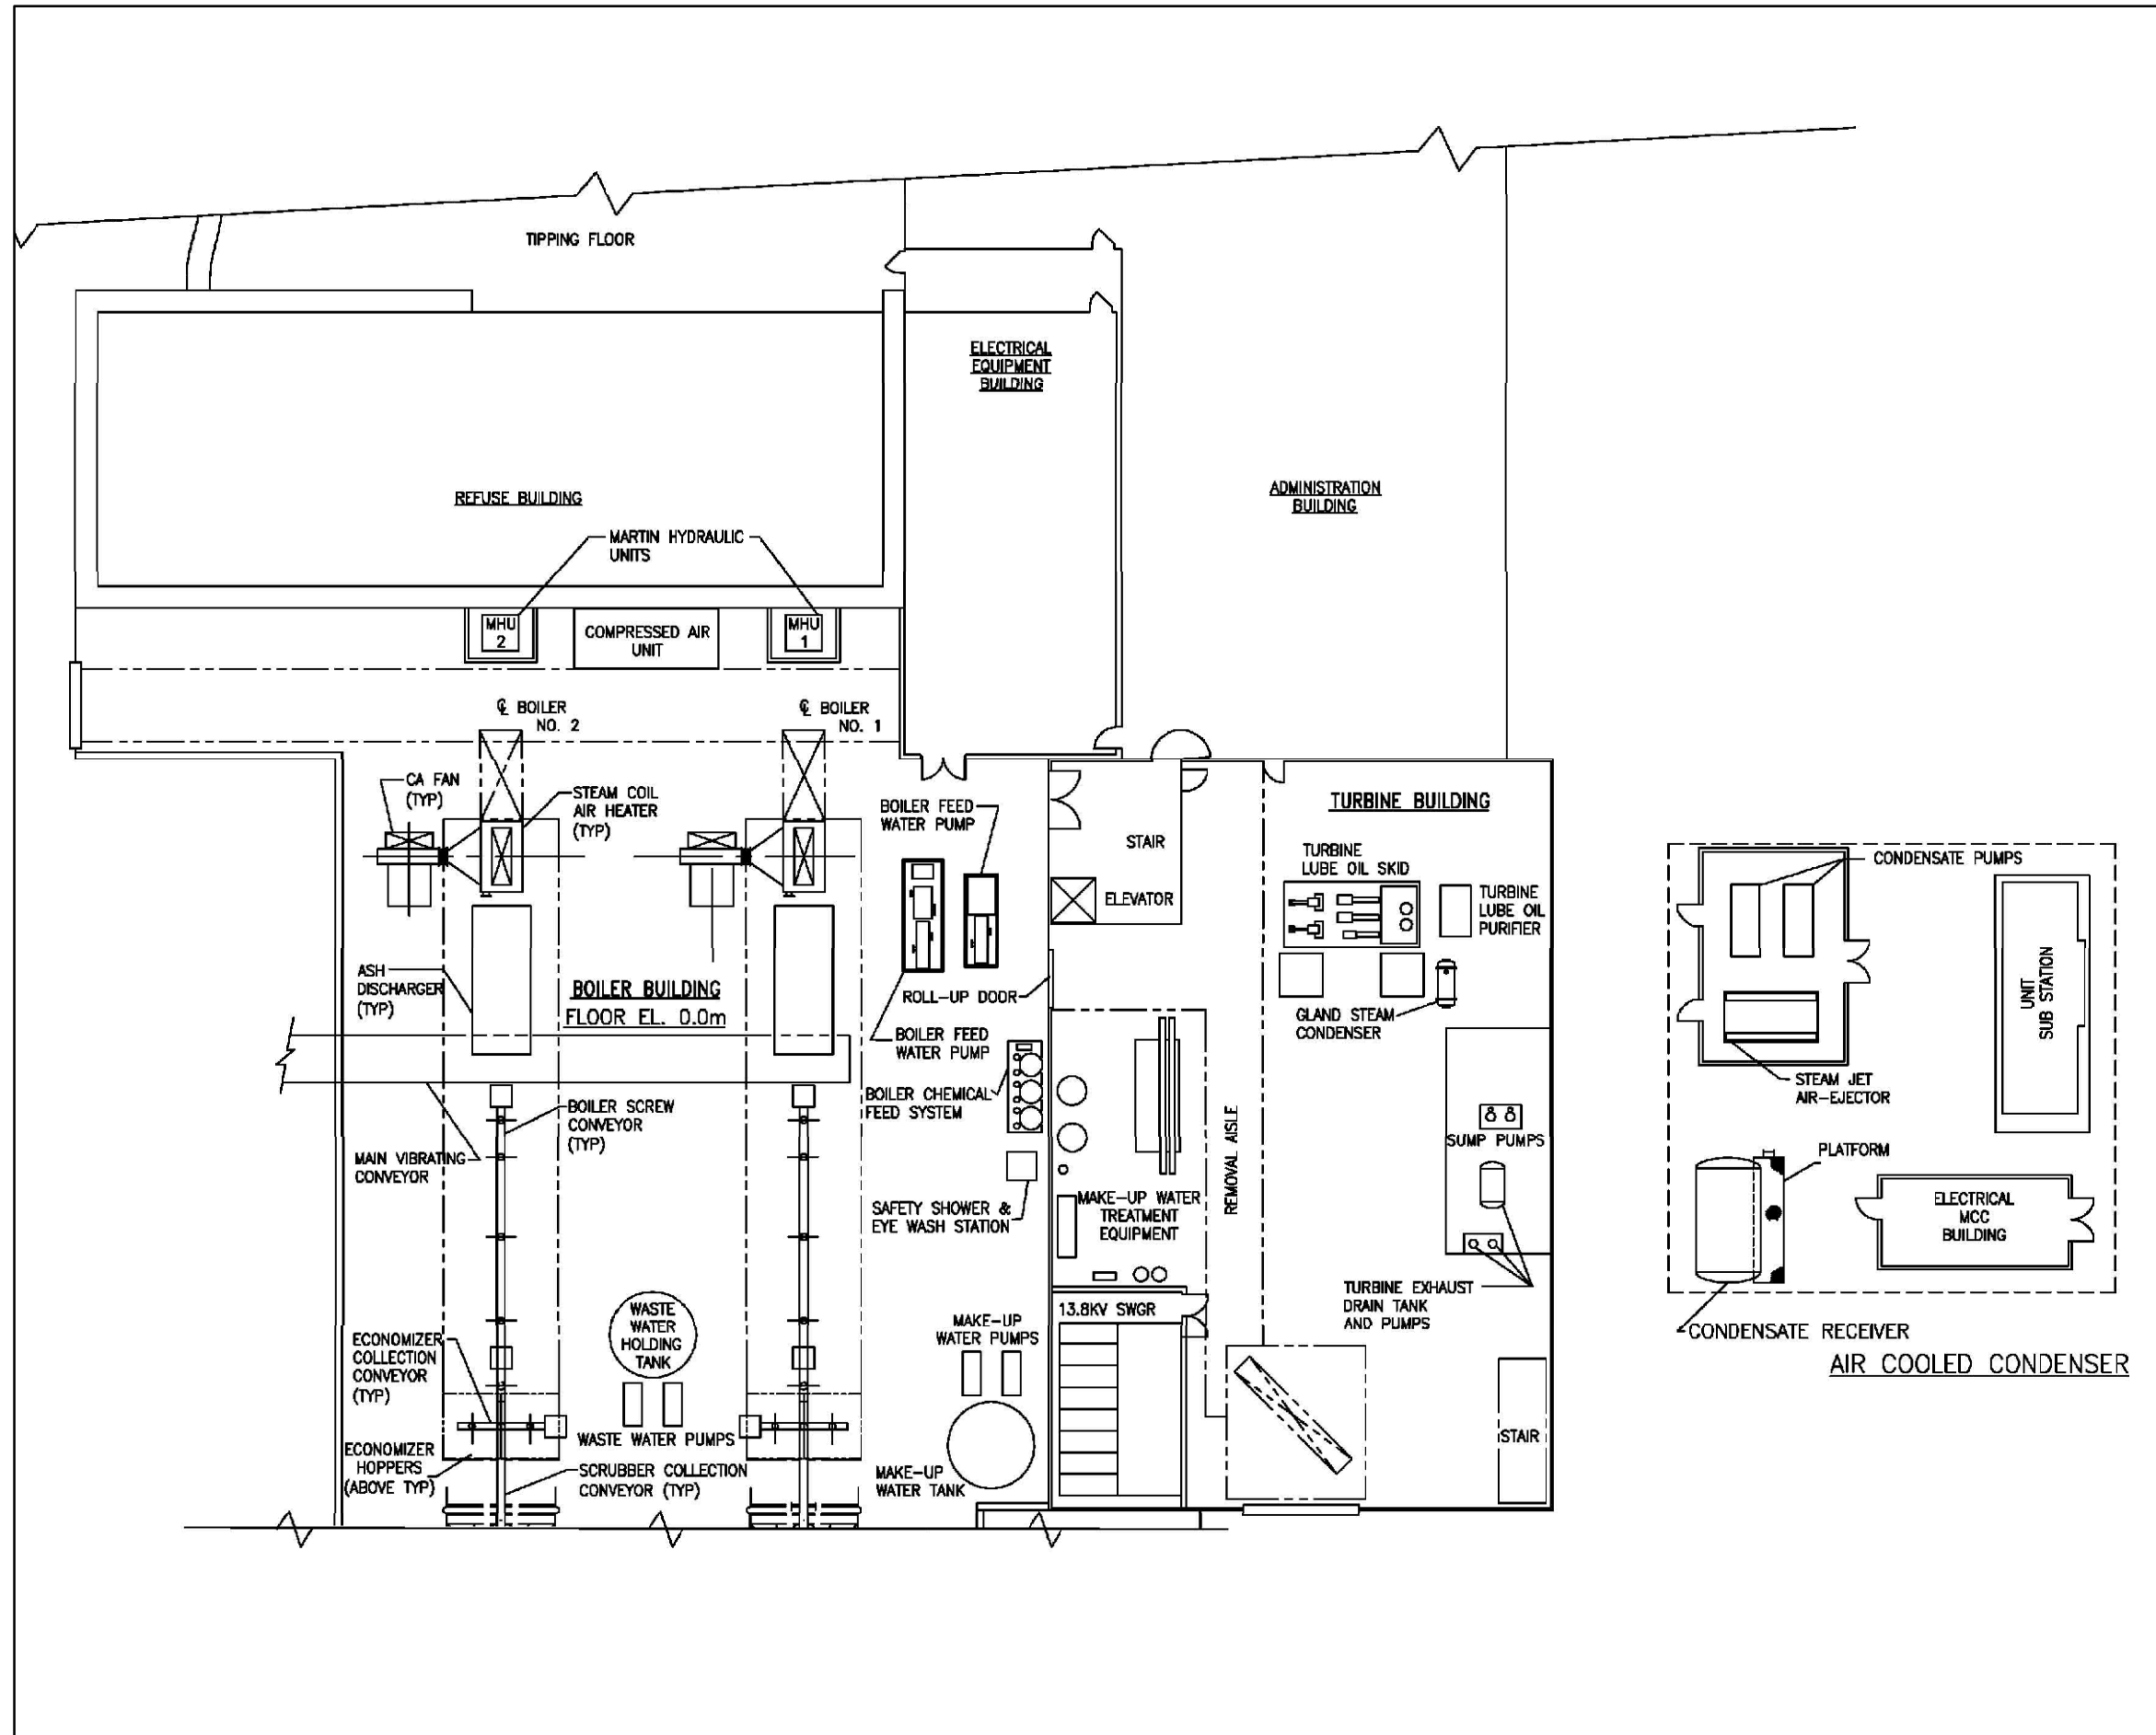 TIPPING FLOOR
ELECTRICAL
EQUIPMENT
BUILDING
REFUSE BUILDING
ADMINISTRATION
BUILDING
MARTIN HYDRAULIC
UNITS
MHU
2
COMPRESSED AIR
UNIT
MHU
1
℄ BOILER
NO. 2
℄ BOILER
NO. 1
CA FAN
(TYP)
STEAM COIL
AIR HEATER
(TYP)
BOILER FEED
WATER PUMP
STAIR
ELEVATOR
TURBINE BUILDING
TURBINE
LUBE OIL SKID
TURBINE
LUBE OIL
PURIFIER
CONDENSATE PUMPS
ASH
DISCHARGER
(TYP)
BOILER BUILDING
FLOOR EL. 0.0m
ROLL-UP DOOR
BOILER FEED
WATER PUMP
GLAND STEAM
CONDENSER
UNIT
SUB STATION
STEAM JET
AIR-EJECTOR
BOILER SCREW
CONVEYOR
(TYP)
BOILER CHEMICAL
FEED SYSTEM
MAIN VIBRATING
CONVEYOR
REMOVAL AISLE
SUMP PUMPS
PLATFORM
SAFETY SHOWER &
EYE WASH STATION
MAKE-UP WATER
TREATMENT
EQUIPMENT
ELECTRICAL
MCC
BUILDING
TURBINE EXHAUST
DRAIN TANK
AND PUMPS
WASTE
WATER
HOLDING
TANK
13.8KV SWGR
MAKE-UP
WATER PUMPS
ECONOMIZER
COLLECTION
CONVEYOR
(TYP)
CONDENSATE RECEIVER
AIR COOLED CONDENSER
WASTE WATER PUMPS
STAIR
ECONOMIZER
HOPPERS
(ABOVE TYP)
SCRUBBER COLLECTION
CONVEYOR (TYP)
MAKE-UP
WATER TANK